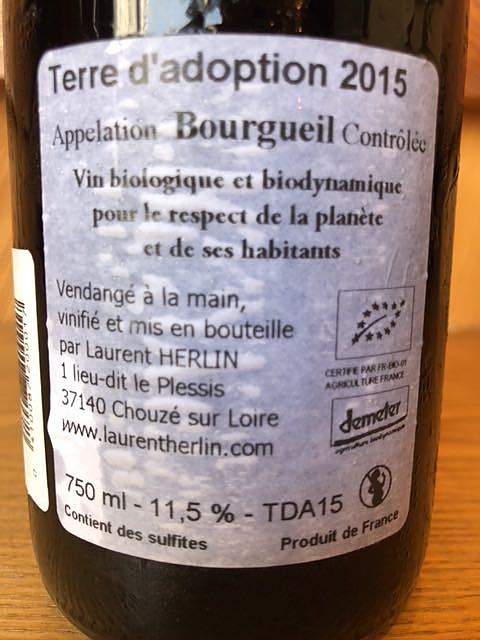 Terre d'adoption 2015
Appelation Bourgueil Contrôlée
Vin biologique et biodynamique
pour le respect de la planète
et de ses habitants
Vendangé à la main,
vinifié et mis en bouteille
par Laurent HERLIN
1 lieu-dit le Plessis
37140 Chouzé sur Loire
www.laurentherlin.com
CERTIFIE PAR FR-BIO-01
AGRICULTURE FRANCE
demeter
agriculture biodynamique
750 ml - 11,5 % - TDA15
Contient des sulfites
Produit de France